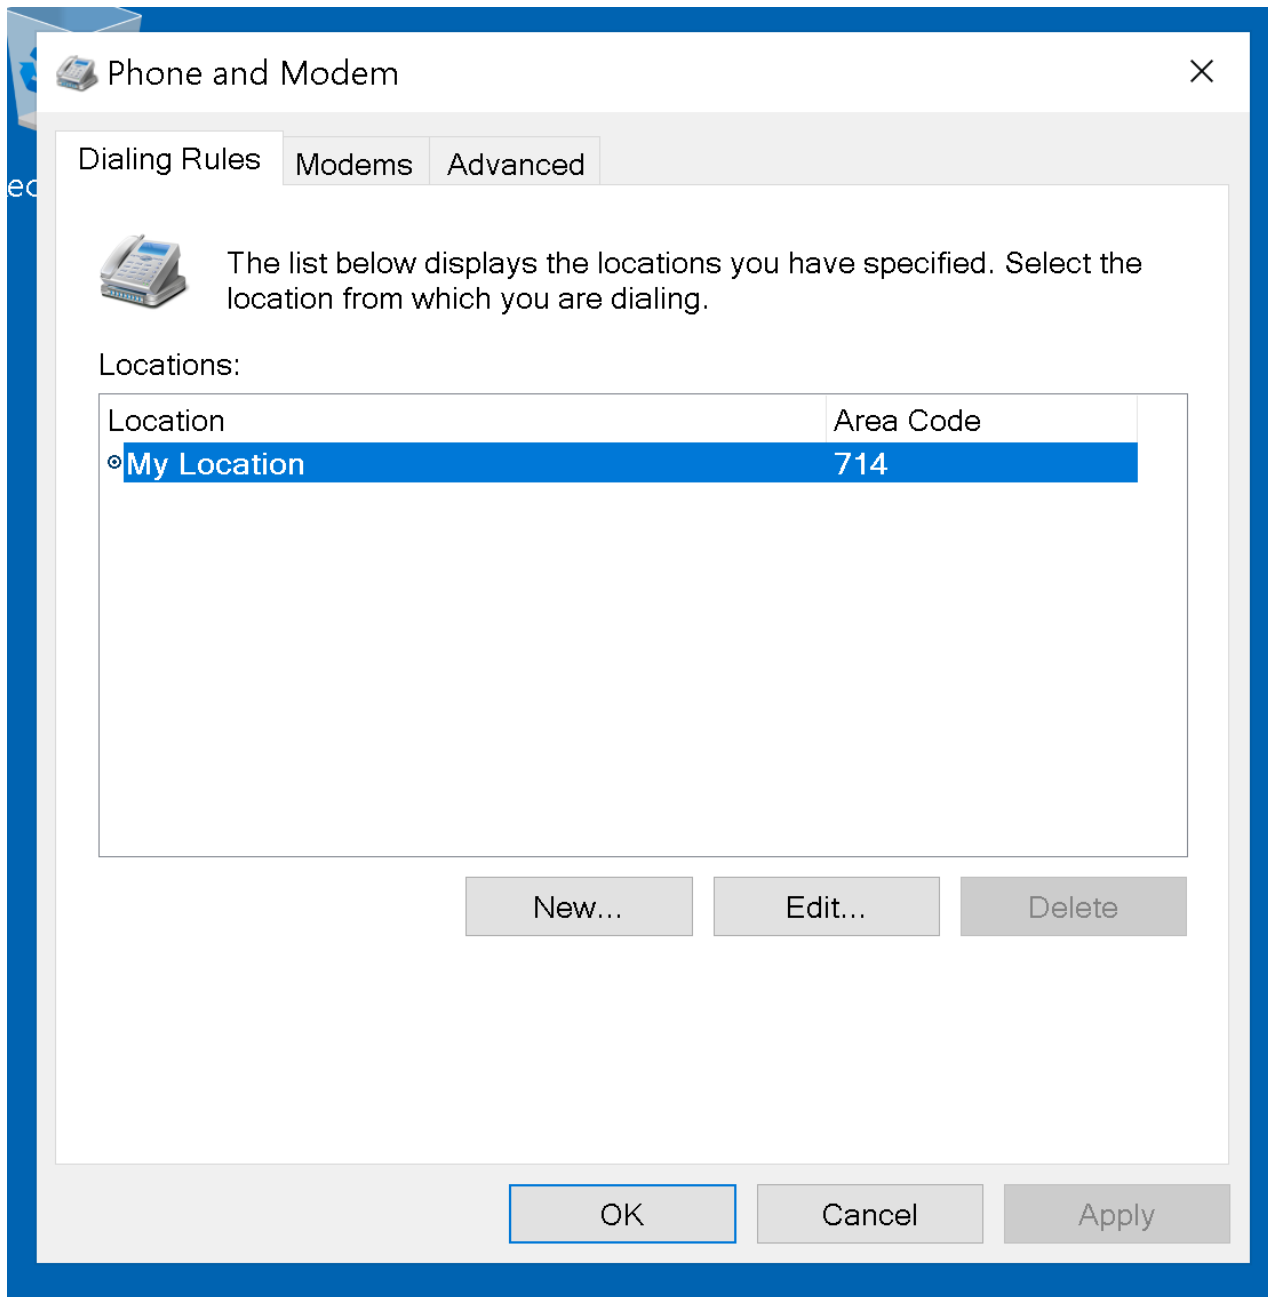 Phone and Modem
Dialing Rules Modems Advanced
The list below displays the locations you have specified. Select the
location from which you are dialing.
Locations:
Location Area Code
My Location 714
New... Edit... Delete
OK Cancel Apply